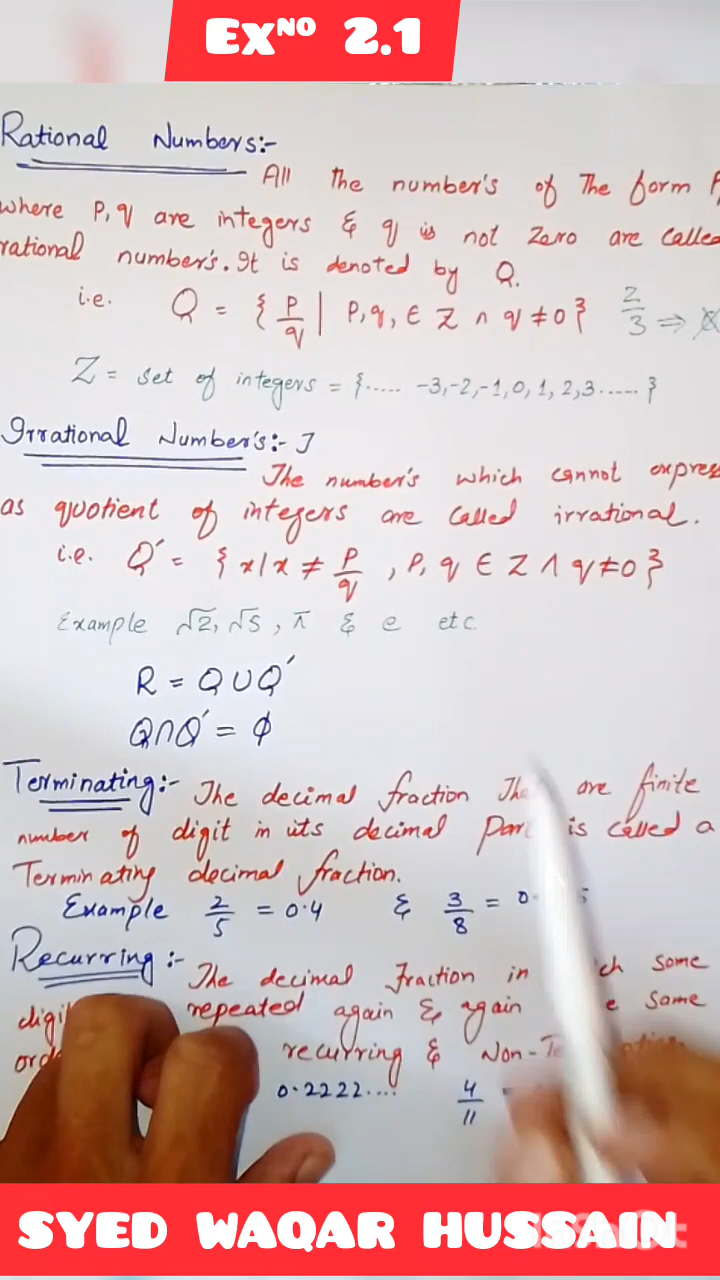 Exᴺᴼ 2.1
Rational Numbers:-
All the number's of The form P
where P, q are integers & q is not Zero are called
rational number's. It is denoted by Q.
i.e. Q = { P/q | P, q, ∈ Z ∧ q ≠ 0 } 2/3 ⇒
Z = set of integers = {..... -3, -2, -1, 0, 1, 2, 3 ...... }
Irrational Number's:-
The number's which cannot express
as quotient of integers are called irrational.
i.e. Q′ = { x/x ≠ P/q , P, q ∈ Z ∧ q ≠ 0 }
Example √2, √5, π & e etc
R = Q ∪ Q′
Q ∩ Q′ = ϕ
Terminating:- The decimal fraction are finite
number of digit in its decimal Part is called a
Terminating decimal fraction.
Example 2/5 = 0.4 & 3/8 = 0.
Recurring:- The decimal fraction in some
repeated again & again same
recurring & Non-
0.2222.... 4/11
SYED WAQAR HUSSAIN